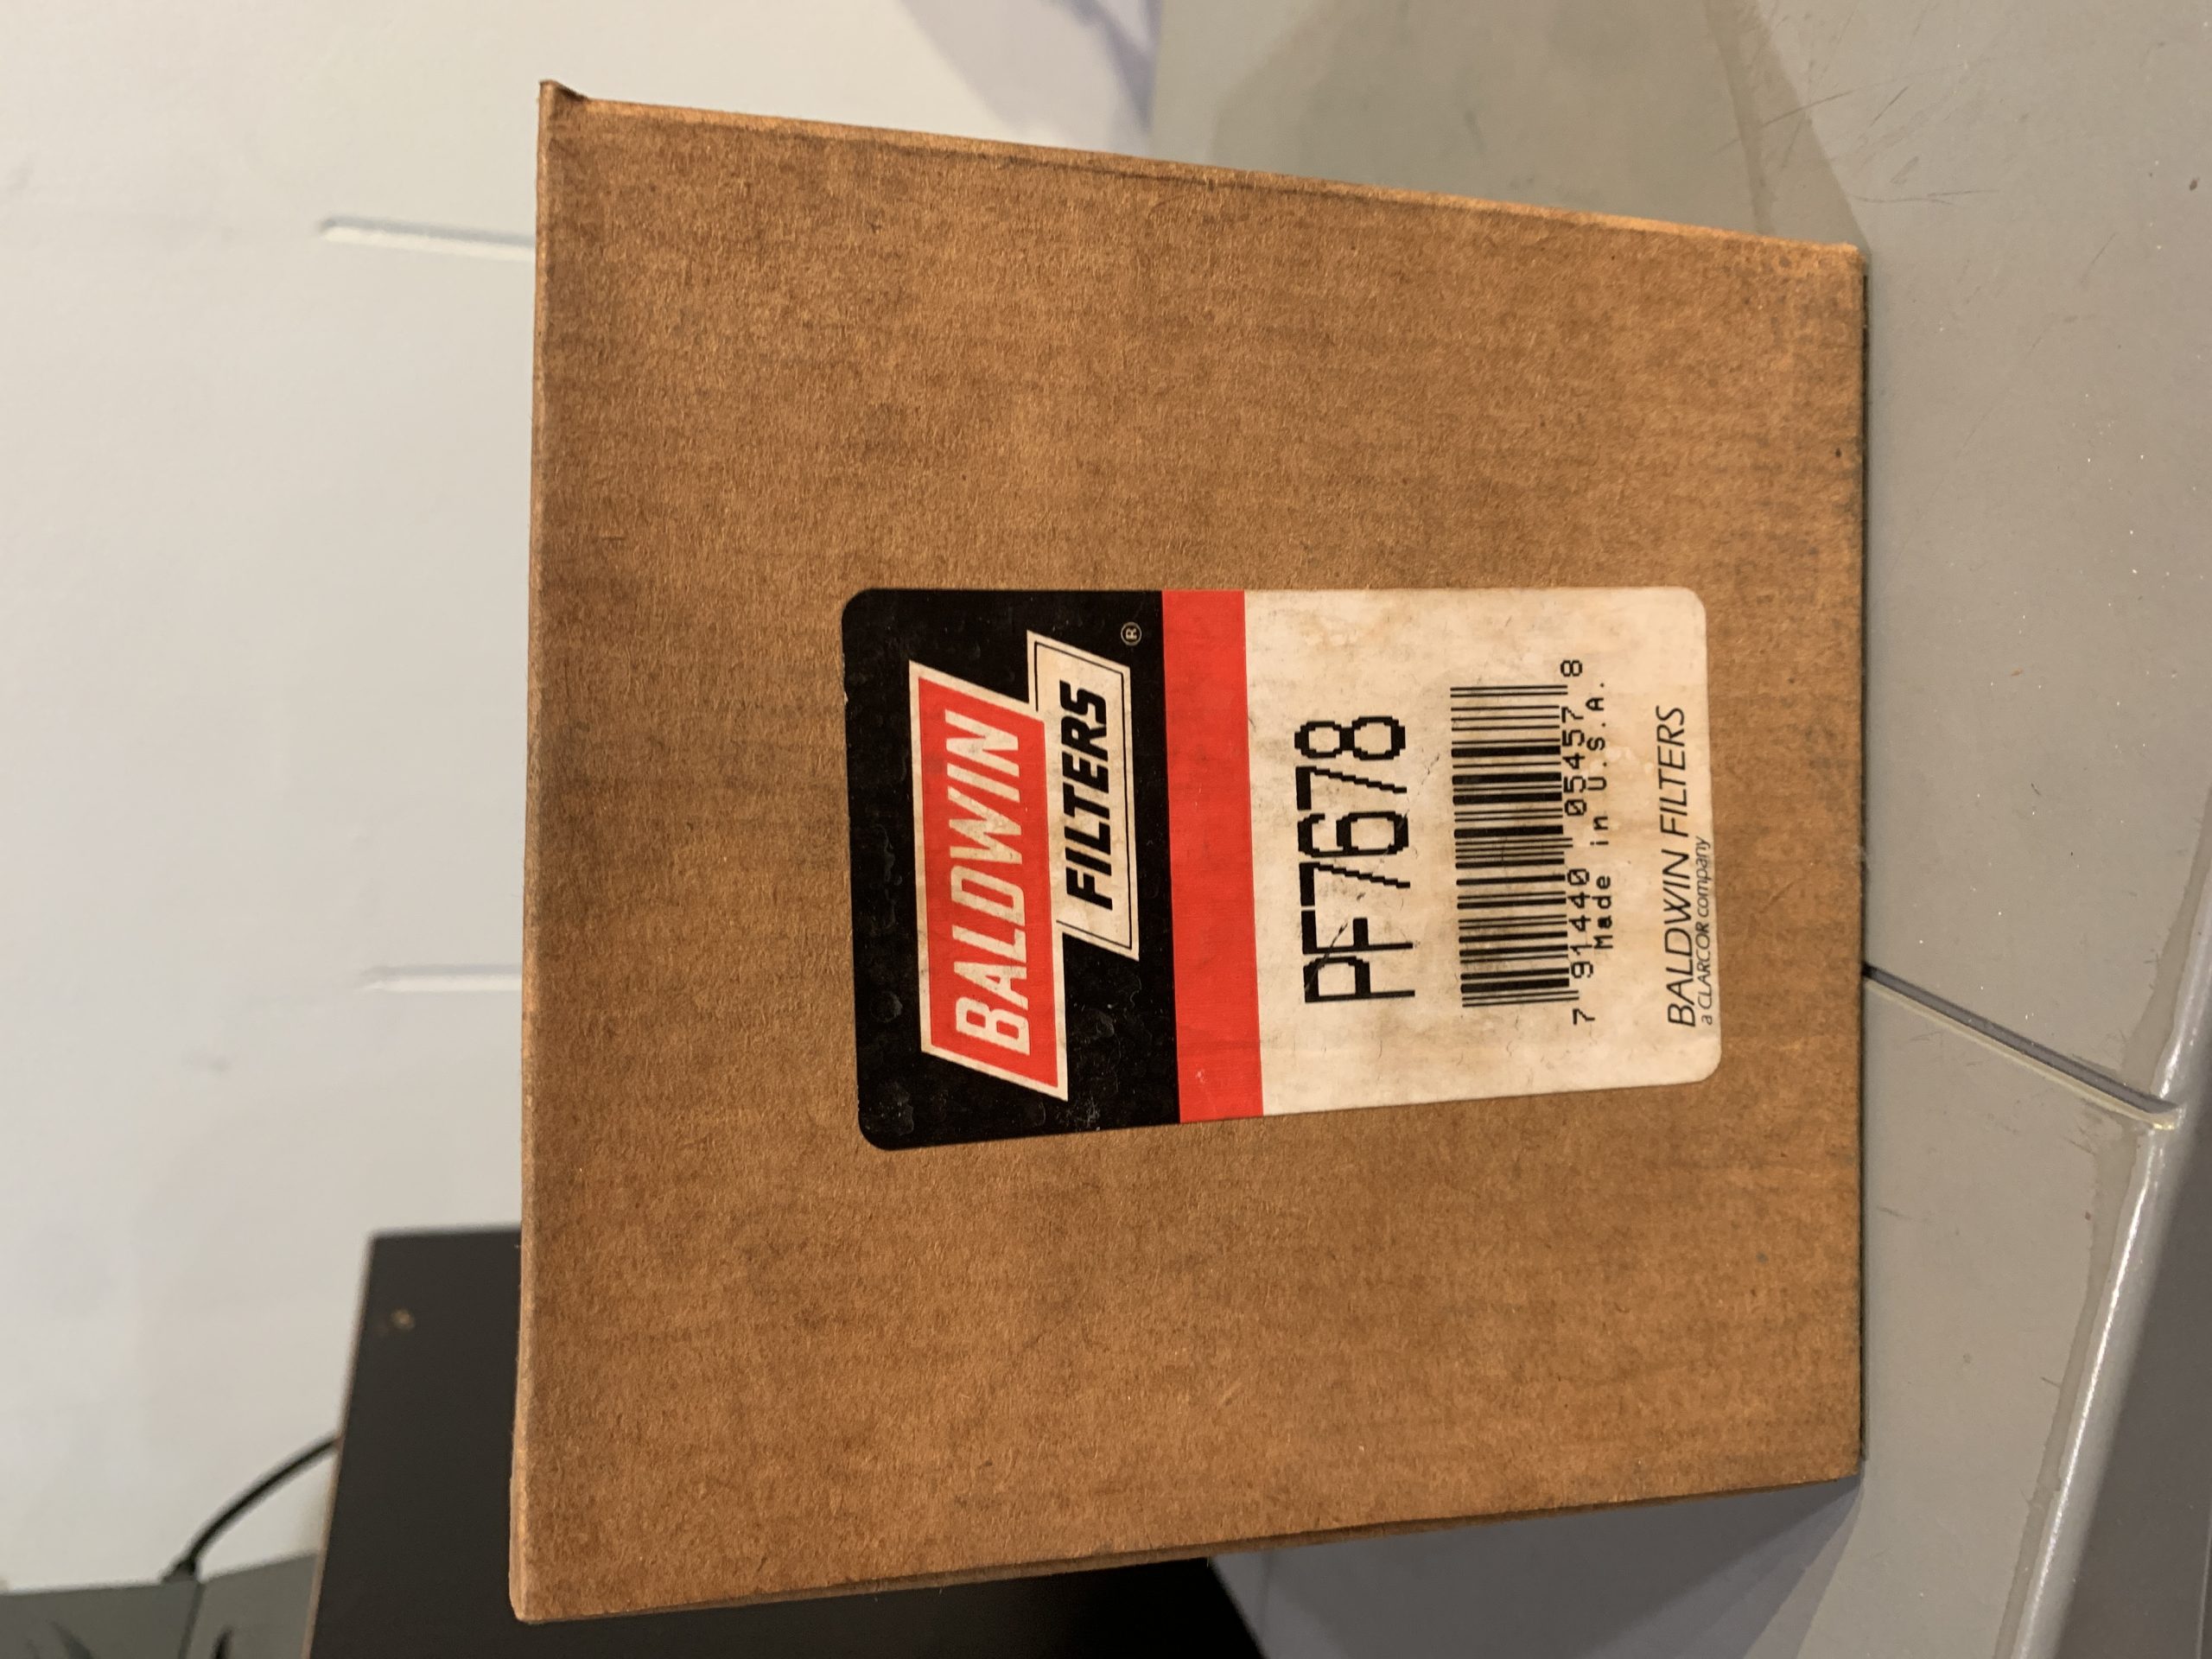 BALDWIN
FILTERS ®
PF7678
7 91440 05457 8
Made in U.S.A.
BALDWIN FILTERS
a CLARCOR company